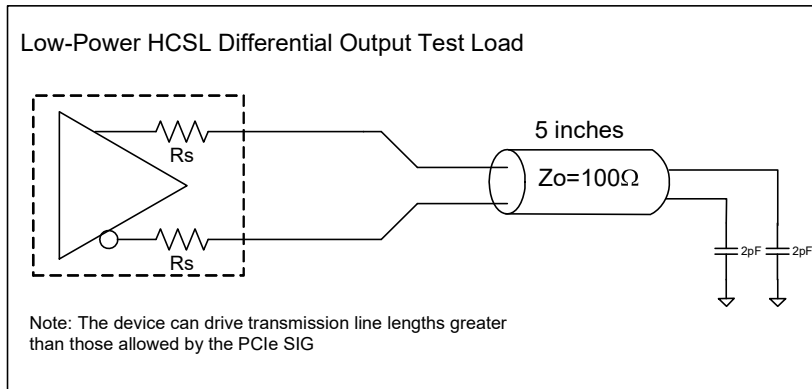 Low-Power HCSL Differential Output Test Load
Rs
Rs
5 inches
Zo=100Ω
2pF
2pF
Note: The device can drive transmission line lengths greater
than those allowed by the PCIe SIG